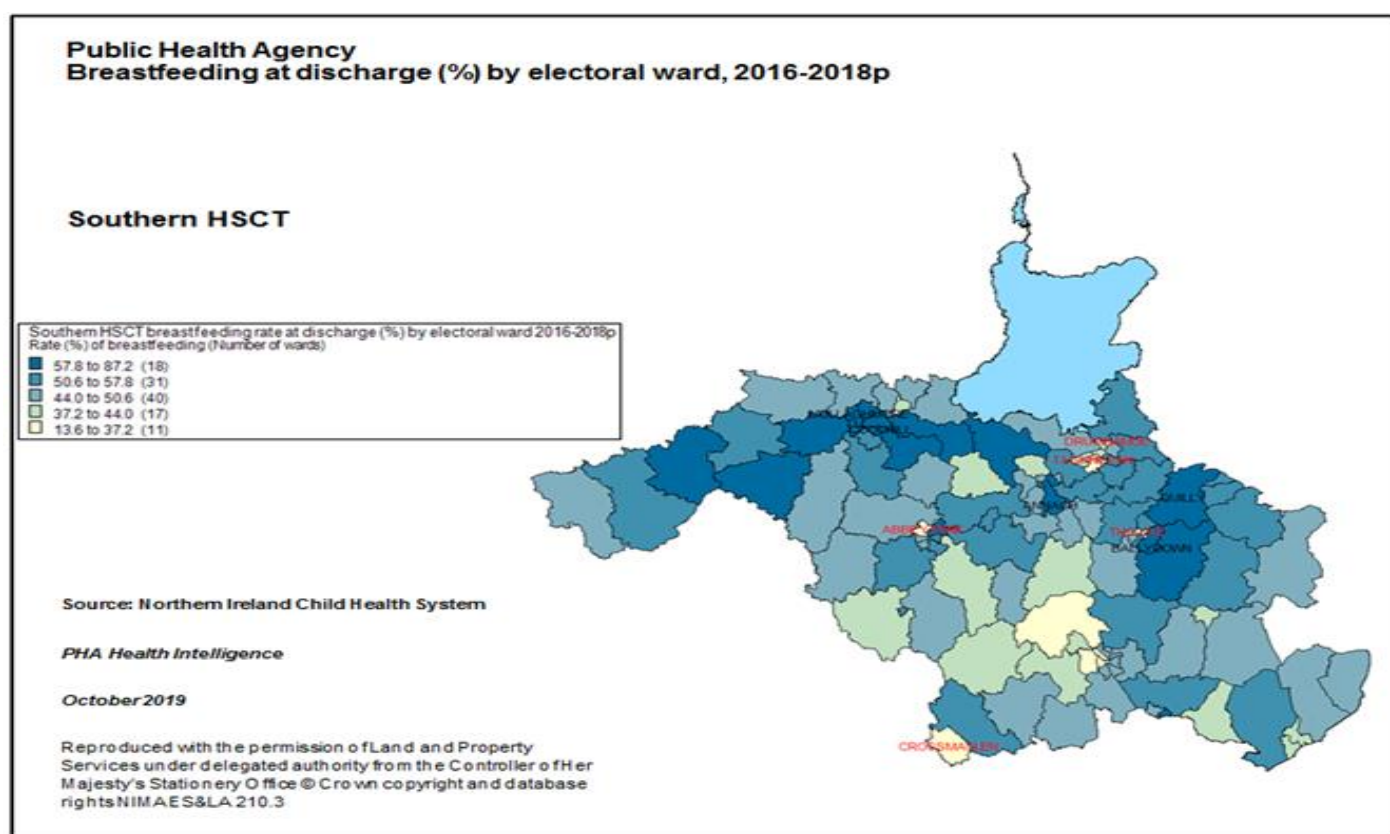 Public Health Agency
Breastfeeding at discharge (%) by electoral ward, 2016-2018p
Southern HSCT
Southern HSCT breastfeeding rate at discharge (%) by electoral ward 2016-2018p
Rate (%) of breastfeeding (Number of wards)
57.8 to 87.2 (18)
50.6 to 57.8 (31)
44.0 to 50.6 (40)
37.2 to 44.0 (17)
13.6 to 37.2 (11)
QUILLY
BALLYDOWN
CROSSMAGLEN
Source: Northern Ireland Child Health System
PHA Health Intelligence
October 2019
Reproduced with the permission of Land and Property
Services under delegated authority from the Controller of Her
Majesty's Stationery Office © Crown copyright and database
rights NIMA ES&LA 210.3